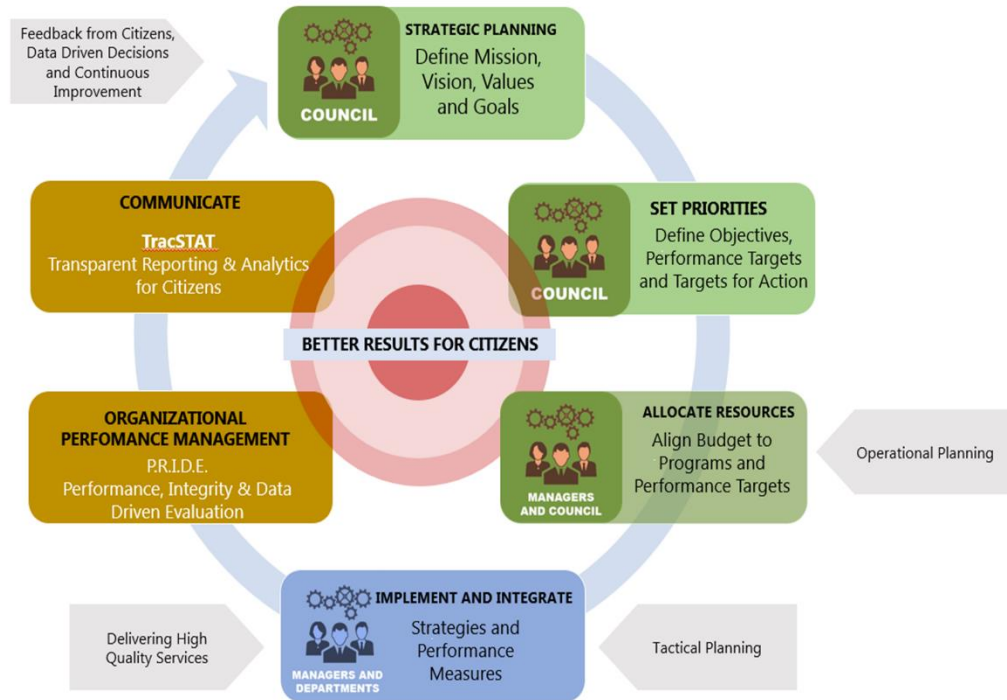 Feedback from Citizens,
Data Driven Decisions
and Continuous
Improvement
STRATEGIC PLANNING
Define Mission,
Vision, Values
and Goals
COUNCIL
SET PRIORITIES
Define Objectives,
Performance Targets
and Targets for Action
COUNCIL
ALLOCATE RESOURCES
Align Budget to
Programs and
Performance Targets
MANAGERS
AND COUNCIL
Operational Planning
IMPLEMENT AND INTEGRATE
Strategies and
Performance
Measures
MANAGERS AND
DEPARTMENTS
Tactical Planning
Delivering High
Quality Services
ORGANIZATIONAL
PERFOMANCE MANAGEMENT
P.R.I.D.E.
Performance, Integrity & Data
Driven Evaluation
COMMUNICATE
TracSTAT
Transparent Reporting & Analytics
for Citizens
BETTER RESULTS FOR CITIZENS